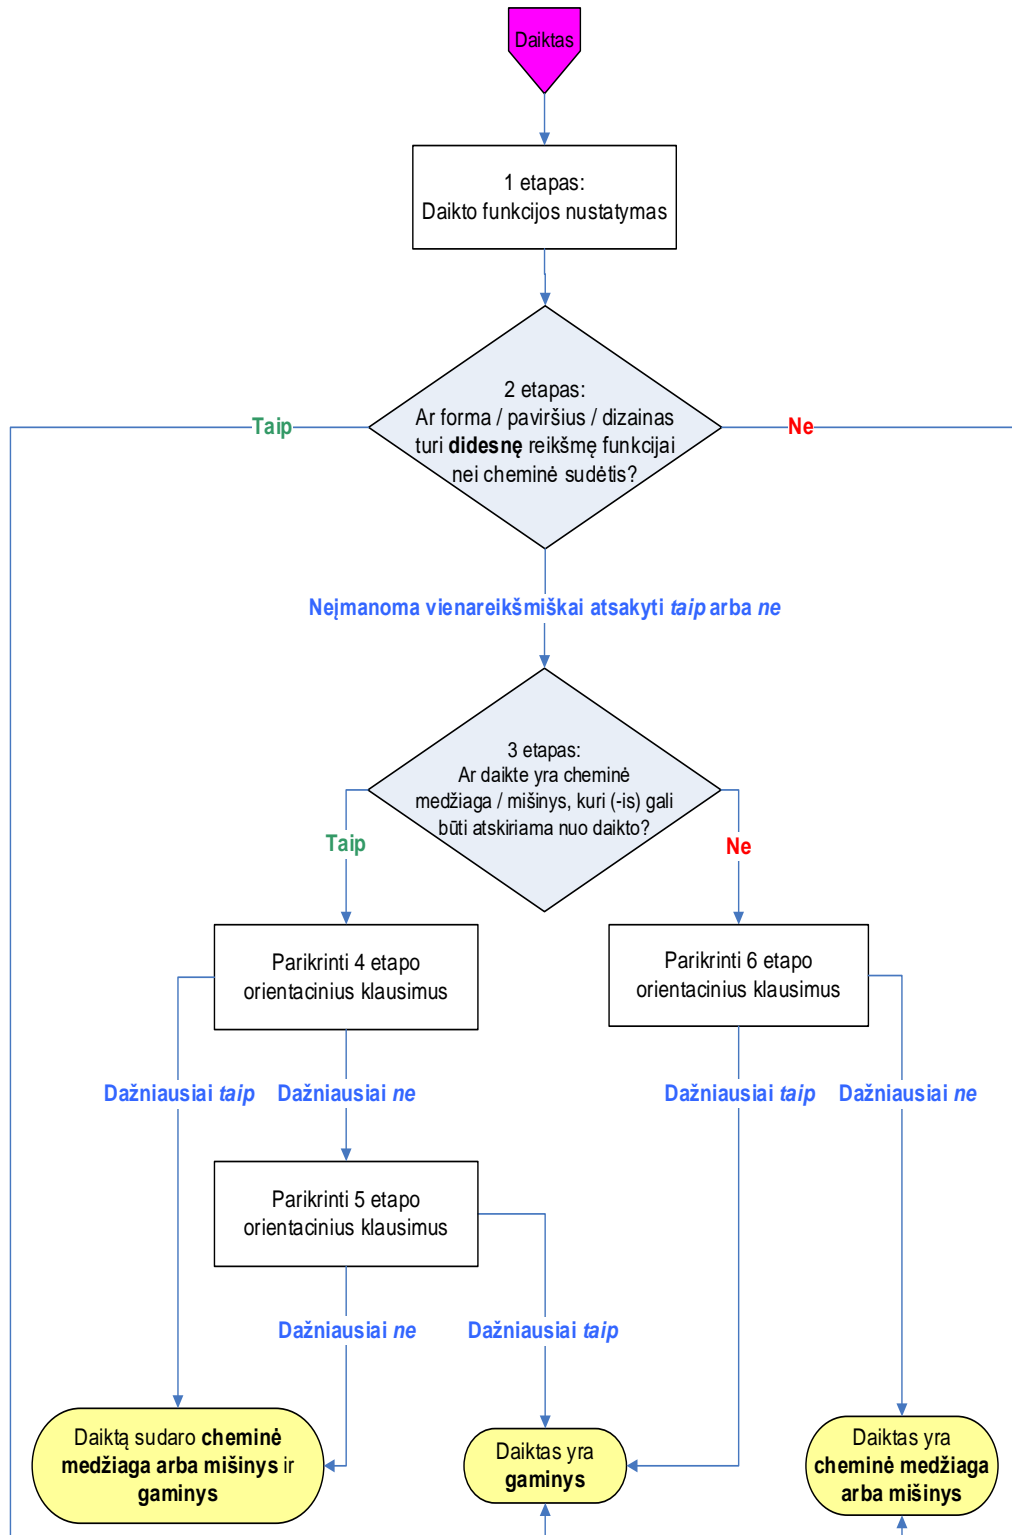 Daiktas
1 etapas:
Daikto funkcijos nustatymas
2 etapas:
Ar forma / paviršius / dizainas
turi didesnę reikšmę funkcijai
nei cheminė sudėtis?
Taip
Ne
Neįmanoma vienareikšmiškai atsakyti taip arba ne
3 etapas:
Ar daikte yra cheminė
medžiaga / mišinys, kuri (-is) gali
būti atskiriama nuo daikto?
Taip
Ne
Parikrinti 4 etapo
orientacinius klausimus
Parikrinti 6 etapo
orientacinius klausimus
Dažniausiai taip
Dažniausiai ne
Dažniausiai taip
Dažniausiai ne
Parikrinti 5 etapo
orientacinius klausimus
Dažniausiai ne
Dažniausiai taip
Daiktą sudaro cheminė
medžiaga arba mišinys ir
gaminys
Daiktas yra
gaminys
Daiktas yra
cheminė medžiaga
arba mišinys